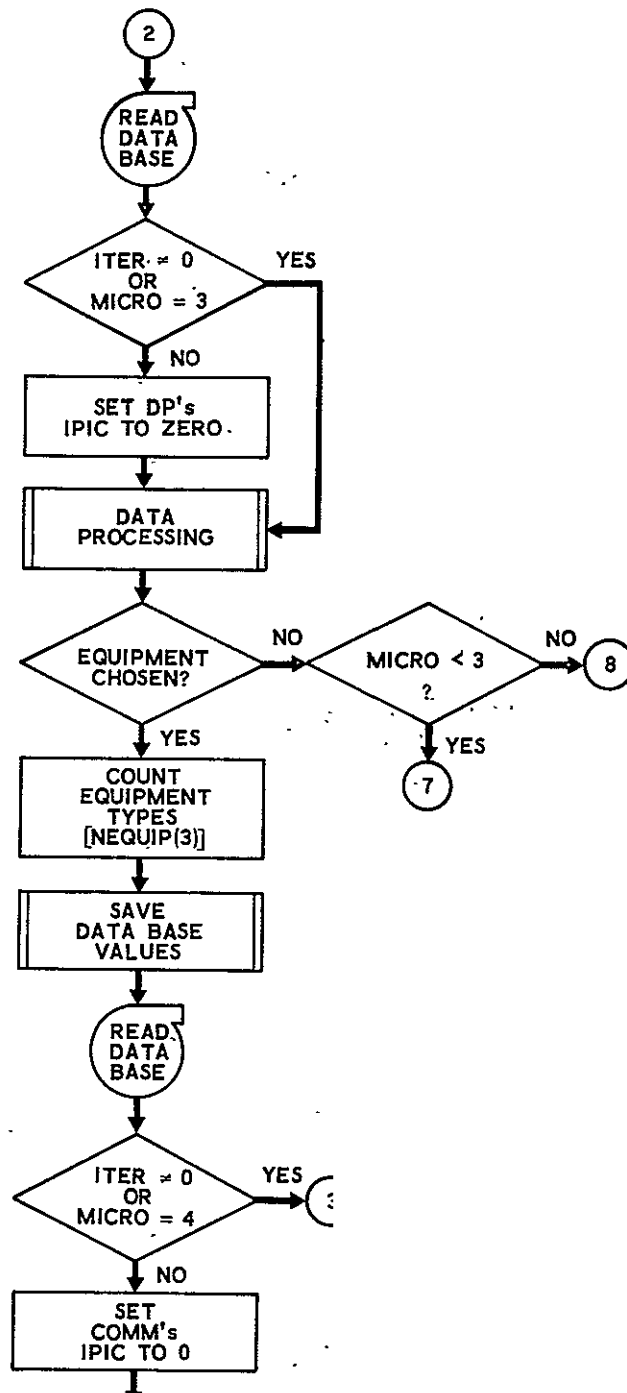 2
READ
DATA
BASE
ITER ≠ 0
OR
MICRO = 3
YES
NO
SET DP's
IPIC TO ZERO
DATA
PROCESSING
EQUIPMENT
CHOSEN?
NO
MICRO < 3
?
NO
8
YES
7
YES
COUNT
EQUIPMENT
TYPES
[NEQUIP(3)]
SAVE
DATA BASE
VALUES
READ
DATA
BASE
ITER ≠ 0
OR
MICRO = 4
YES
3
NO
SET
COMM's
IPIC TO 0